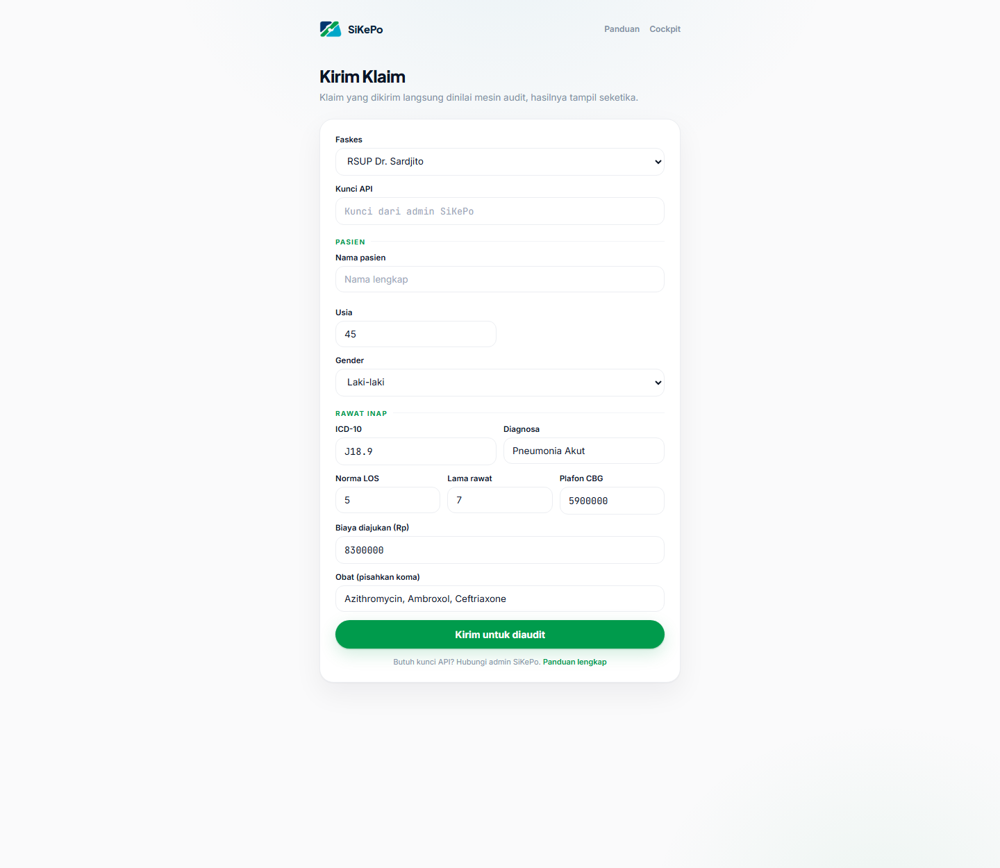 SiKePo
Panduan Cockpit
Kirim Klaim
Klaim yang dikirim langsung dinilai mesin audit, hasilnya tampil seketika.
Faskes
RSUP Dr. Sardjito
Kunci API
Kunci dari admin SiKePo
PASIEN
Nama pasien
Nama lengkap
Usia
45
Gender
Laki-laki
RAWAT INAP
ICD-10 Diagnosa
J18.9 Pneumonia Akut
Norma LOS Lama rawat Plafon CBG
5 7 5900000
Biaya diajukan (Rp)
8300000
Obat (pisahkan koma)
Azithromycin, Ambroxol, Ceftriaxone
Kirim untuk diaudit
Butuh kunci API? Hubungi admin SiKePo. Panduan lengkap